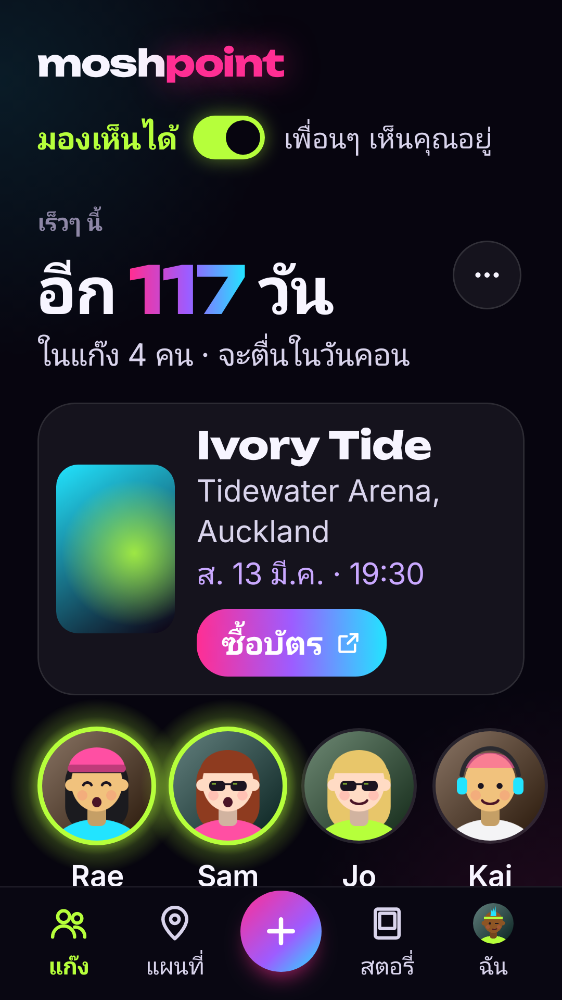 moshpoint
มองเห็นได้ เพื่อนๆ เห็นคุณอยู่
เร็วๆ นี้
อีก 117 วัน
ในแก๊ง 4 คน · จะตื่นในวันคอน
Ivory Tide
Tidewater Arena,
Auckland
ส. 13 มี.ค. · 19:30
ซื้อบัตร
Rae Sam Jo Kai
แก๊ง แผนที่ สตอรี่ ฉัน